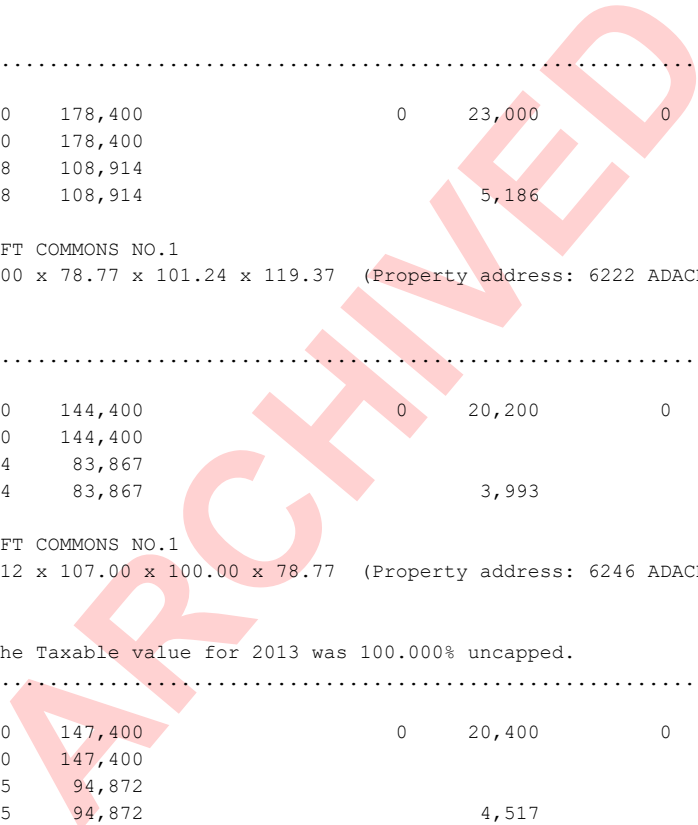 ............................................................
0 178,400 0 23,000 0
0 178,400
8 108,914
8 108,914 5,186
FT COMMONS NO.1
00 x 78.77 x 101.24 x 119.37 (Property address: 6222 ADAC
............................................................
0 144,400 0 20,200 0
0 144,400
4 83,867
4 83,867 3,993
FT COMMONS NO.1
12 x 107.00 x 100.00 x 78.77 (Property address: 6246 ADAC
he Taxable value for 2013 was 100.000% uncapped.
............................................................
0 147,400 0 20,400 0
0 147,400
5 94,872
5 94,872 4,517
ARCHIVED